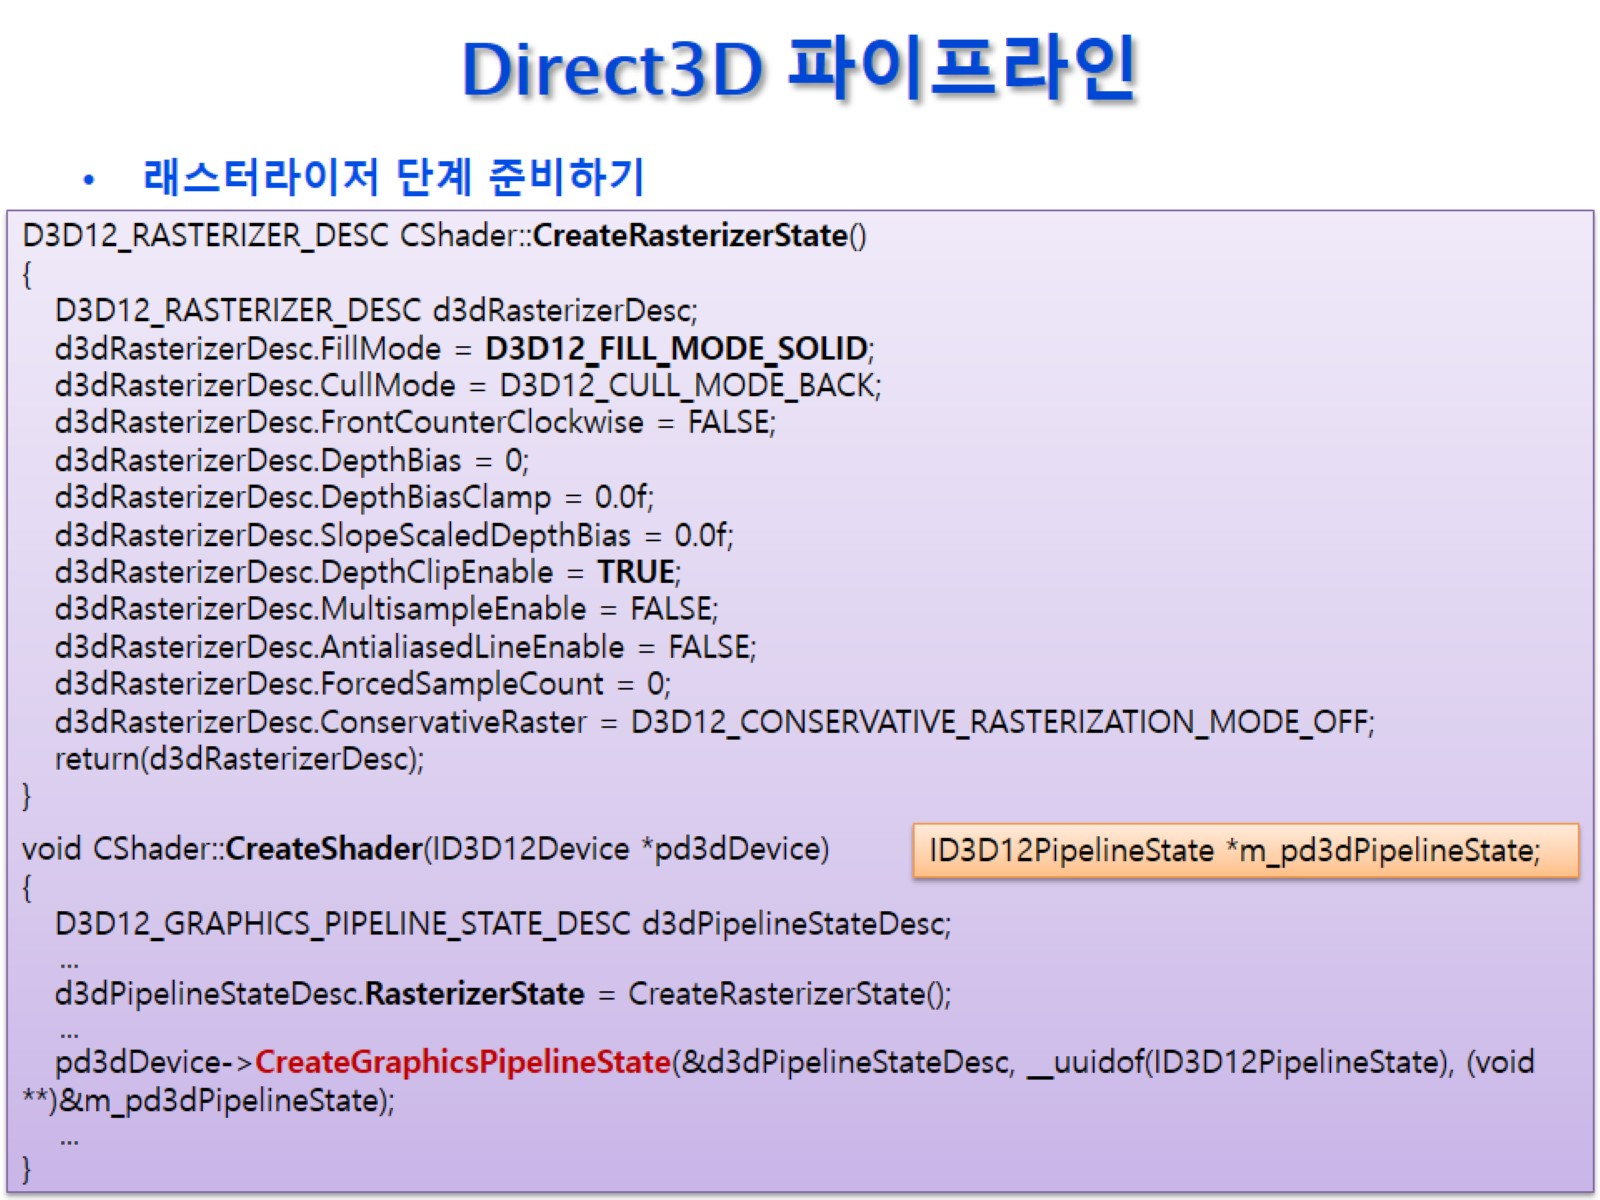 Direct3D 파이프라인
• 래스터라이저 단계 준비하기
D3D12_RASTERIZER_DESC CShader::CreateRasterizerState()
{
D3D12_RASTERIZER_DESC d3dRasterizerDesc;
d3dRasterizerDesc.FillMode = D3D12_FILL_MODE_SOLID;
d3dRasterizerDesc.CullMode = D3D12_CULL_MODE_BACK;
d3dRasterizerDesc.FrontCounterClockwise = FALSE;
d3dRasterizerDesc.DepthBias = 0;
d3dRasterizerDesc.DepthBiasClamp = 0.0f;
d3dRasterizerDesc.SlopeScaledDepthBias = 0.0f;
d3dRasterizerDesc.DepthClipEnable = TRUE;
d3dRasterizerDesc.MultisampleEnable = FALSE;
d3dRasterizerDesc.AntialiasedLineEnable = FALSE;
d3dRasterizerDesc.ForcedSampleCount = 0;
d3dRasterizerDesc.ConservativeRaster = D3D12_CONSERVATIVE_RASTERIZATION_MODE_OFF;
return(d3dRasterizerDesc);
}
void CShader::CreateShader(ID3D12Device *pd3dDevice)
ID3D12PipelineState *m_pd3dPipelineState;
{
D3D12_GRAPHICS_PIPELINE_STATE_DESC d3dPipelineStateDesc;
...
d3dPipelineStateDesc.RasterizerState = CreateRasterizerState();
...
pd3dDevice->CreateGraphicsPipelineState(&d3dPipelineStateDesc, __uuidof(ID3D12PipelineState), (void
**)&m_pd3dPipelineState);
...
}